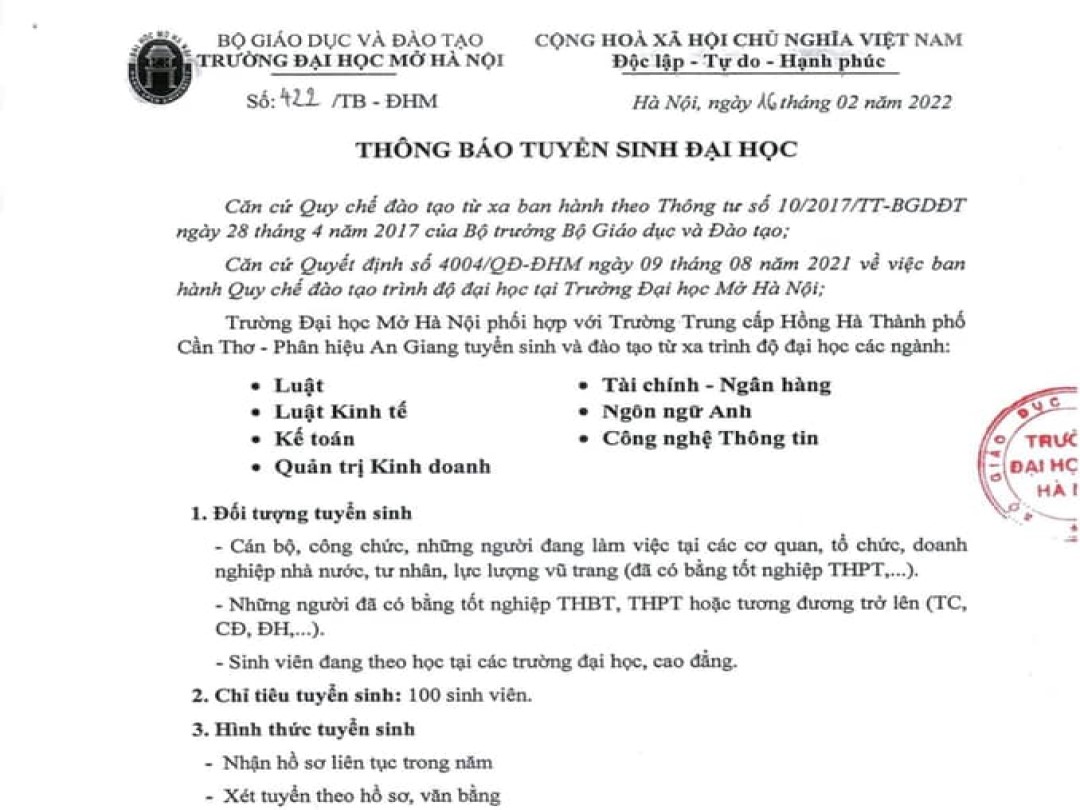 BỘ GIÁO DỤC VÀ ĐÀO TẠO
TRƯỜNG ĐẠI HỌC MỞ HÀ NỘI
Số: 422 /TB - ĐHM
CỘNG HOÀ XÃ HỘI CHỦ NGHĨA VIỆT NAM
Độc lập - Tự do - Hạnh phúc
Hà Nội, ngày 16 tháng 02 năm 2022
THÔNG BÁO TUYỂN SINH ĐẠI HỌC
Căn cứ Quy chế đào tạo từ xa ban hành theo Thông tư số 10/2017/TT-BGDĐT
ngày 28 tháng 4 năm 2017 của Bộ trưởng Bộ Giáo dục và Đào tạo;
Căn cứ Quyết định số 4004/QĐ-ĐHM ngày 09 tháng 08 năm 2021 về việc ban
hành Quy chế đào tạo trình độ đại học tại Trường Đại học Mở Hà Nội;
Trường Đại học Mở Hà Nội phối hợp với Trường Trung cấp Hồng Hà Thành phố
Cần Thơ - Phân hiệu An Giang tuyển sinh và đào tạo từ xa trình độ đại học các ngành:
• Luật
• Luật Kinh tế
• Kế toán
• Quản trị Kinh doanh
• Tài chính - Ngân hàng
• Ngôn ngữ Anh
• Công nghệ Thông tin
GIÁO DỤC
TRƯỜ
ĐẠI HỌ
HÀ N
1. Đối tượng tuyển sinh
- Cán bộ, công chức, những người đang làm việc tại các cơ quan, tổ chức, doanh
nghiệp nhà nước, tư nhân, lực lượng vũ trang (đã có bằng tốt nghiệp THPT,...).
- Những người đã có bằng tốt nghiệp THBT, THPT hoặc tương đương trở lên (TC,
CĐ, ĐH,...).
- Sinh viên đang theo học tại các trường đại học, cao đẳng.
2. Chỉ tiêu tuyển sinh: 100 sinh viên.
3. Hình thức tuyển sinh
- Nhận hồ sơ liên tục trong năm
- Xét tuyển theo hồ sơ, văn bằng